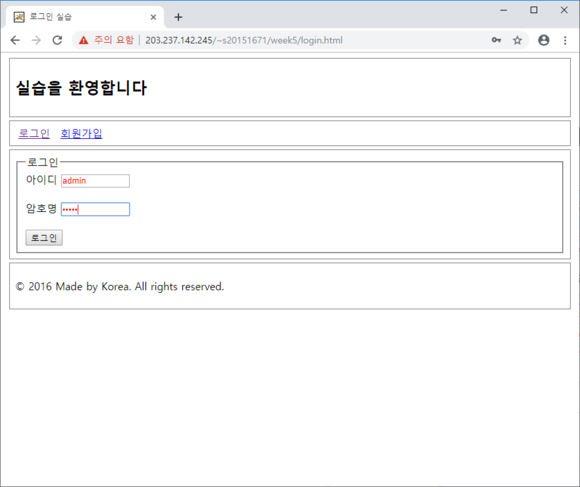 로그인 실습
주의 요함 | 203.237.142.245/~s20151671/week5/login.html
실습을 환영합니다
로그인 회원가입
로그인
아이디 admin
암호명 •••••
로그인
© 2016 Made by Korea. All rights reserved.